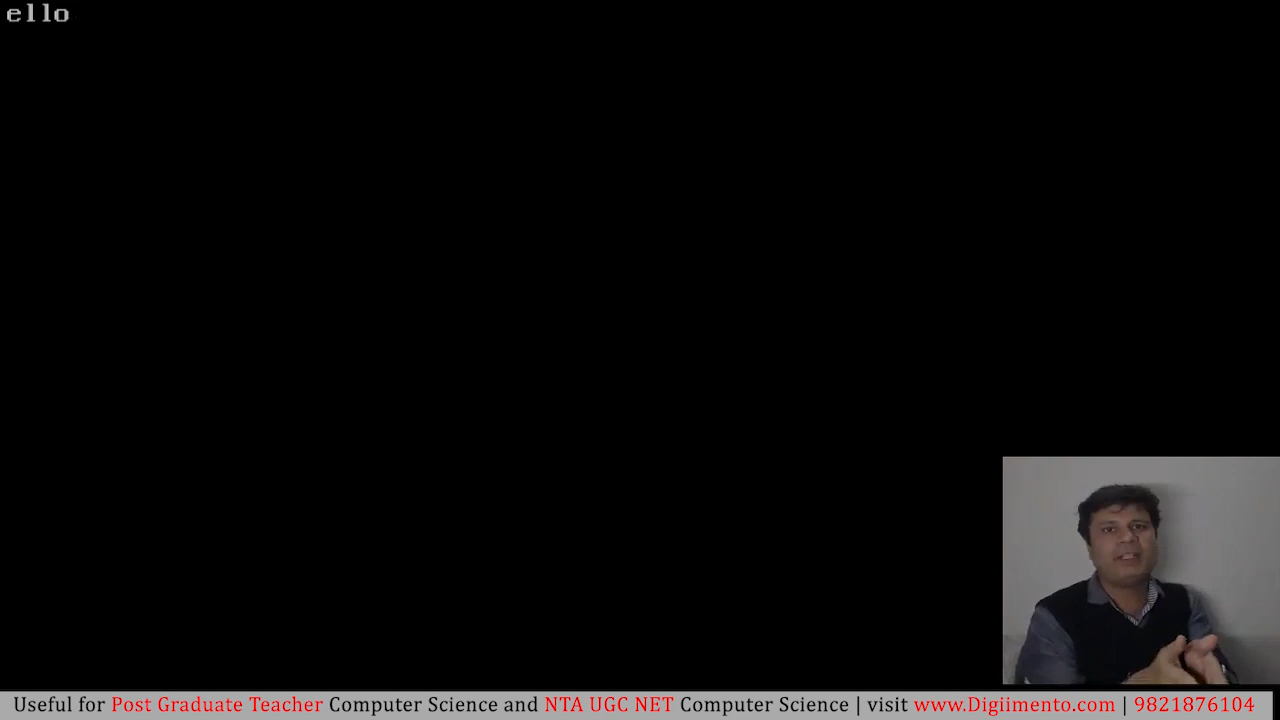 ello
Useful for Post Graduate Teacher Computer Science and NTA UGC NET Computer Science | visit www.Digiimento.com | 9821876104